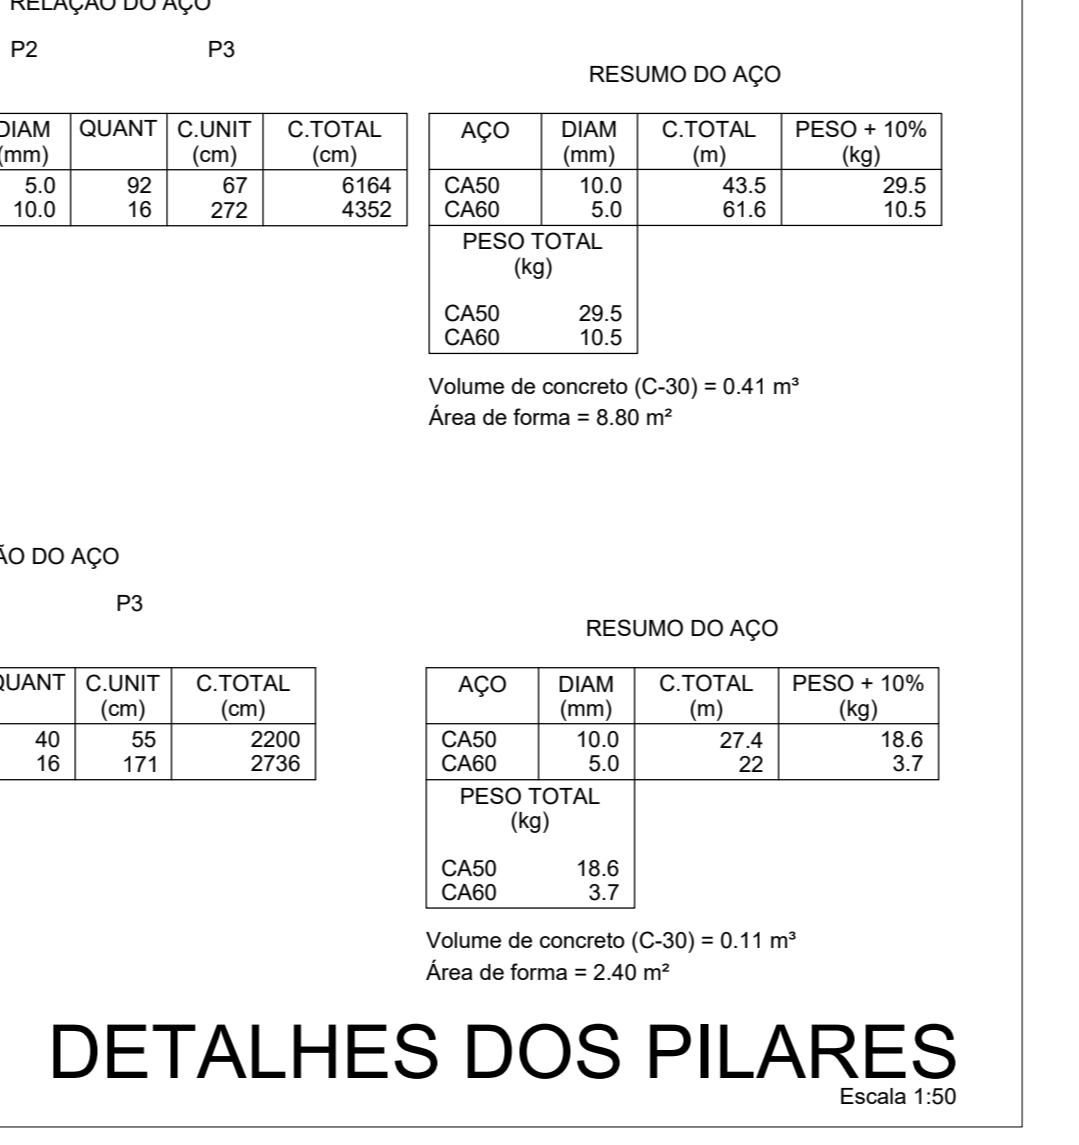 RELAÇÃO DO AÇO
P2 P3
RESUMO DO AÇO
DIAM QUANT C.UNIT C.TOTAL
(mm) (cm) (cm)
5.0 92 67 6164
10.0 16 272 4352
AÇO DIAM C.TOTAL PESO + 10%
(mm) (m) (kg)
CA50 10.0 43.5 29.5
CA60 5.0 61.6 10.5
PESO TOTAL
(kg)
CA50 29.5
CA60 10.5
Volume de concreto (C-30) = 0.41 m³
Área de forma = 8.80 m²
ÃO DO AÇO
P3
RESUMO DO AÇO
QUANT C.UNIT C.TOTAL
(cm) (cm)
40 55 2200
16 171 2736
AÇO DIAM C.TOTAL PESO + 10%
(mm) (m) (kg)
CA50 10.0 27.4 18.6
CA60 5.0 22 3.7
PESO TOTAL
(kg)
CA50 18.6
CA60 3.7
Volume de concreto (C-30) = 0.11 m³
Área de forma = 2.40 m²
DETALHES DOS PILARES
Escala 1:50